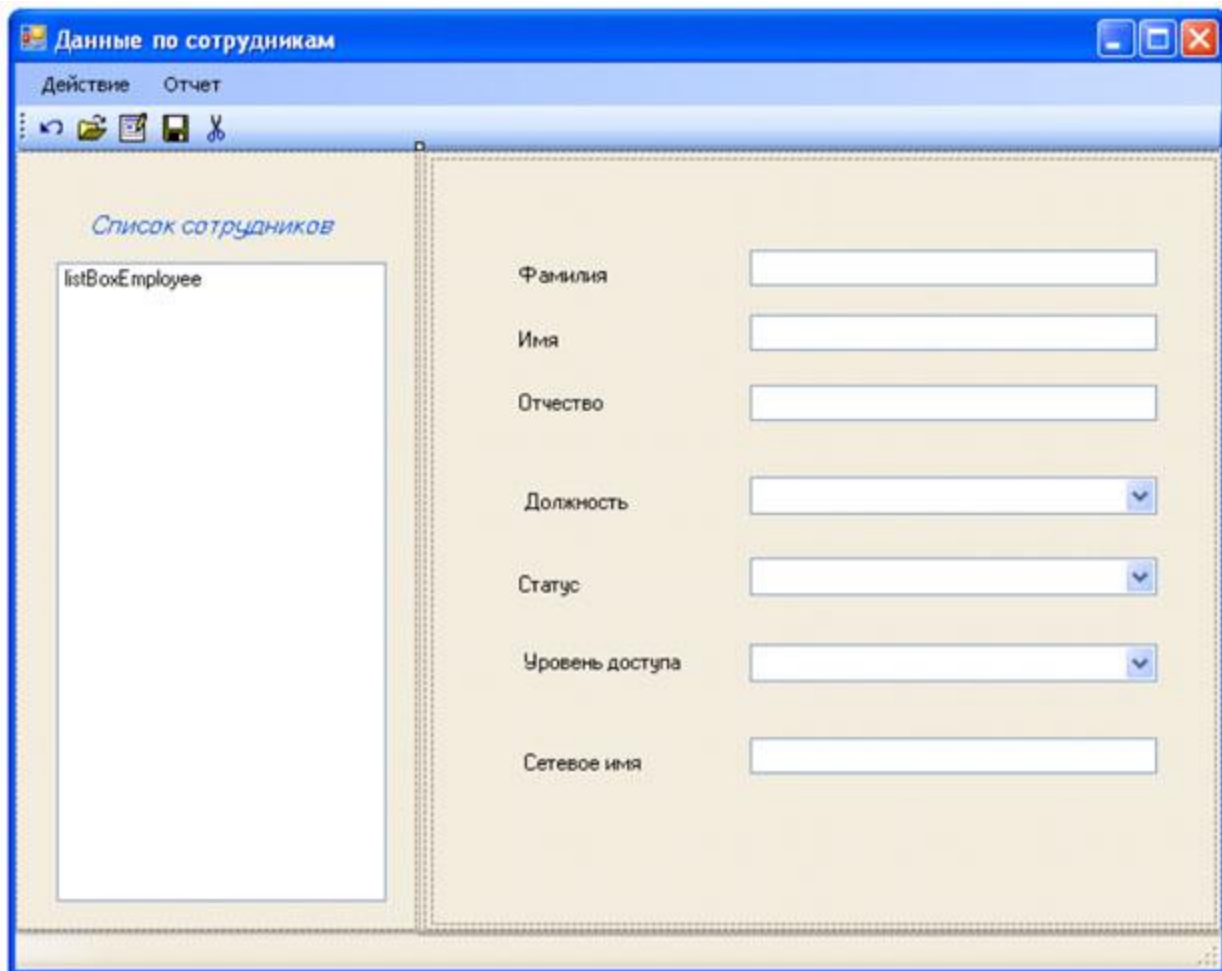 Данные по сотрудникам
Действие Отчет
Список сотрудников
listBoxEmployee
Фамилия
Имя
Отчество
Должность
Статус
Уровень доступа
Сетевое имя